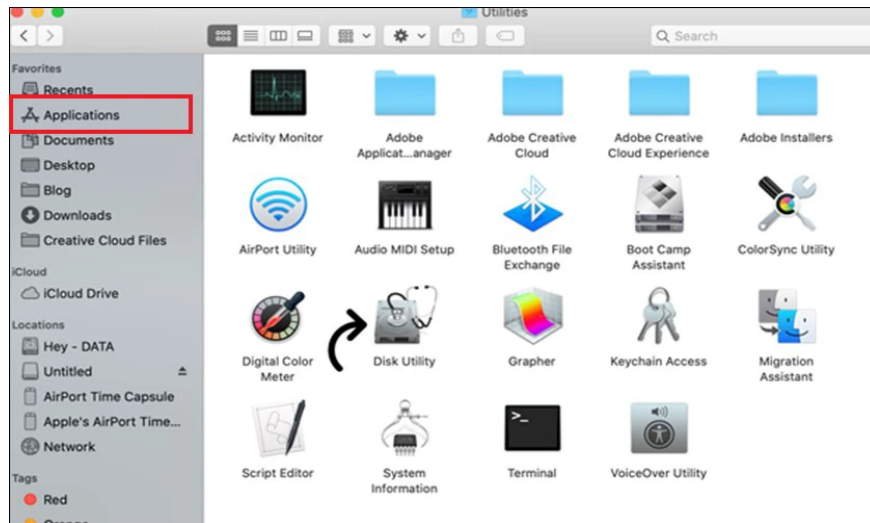 Utilities
Search
Favorites
Recents
Applications
Documents
Desktop
Blog
Downloads
Creative Cloud Files
iCloud
iCloud Drive
Locations
Hey - DATA
Untitled
AirPort Time Capsule
Apple's AirPort Time...
Network
Tags
Red
Orange
Activity Monitor
Adobe
Applicat...anager
Adobe Creative
Cloud
Adobe Creative
Cloud Experience
Adobe Installers
AirPort Utility
Audio MIDI Setup
Bluetooth File
Exchange
Boot Camp
Assistant
ColorSync Utility
Digital Color
Meter
Disk Utility
Grapher
Keychain Access
Migration
Assistant
Script Editor
System
Information
>_
Terminal
VoiceOver Utility